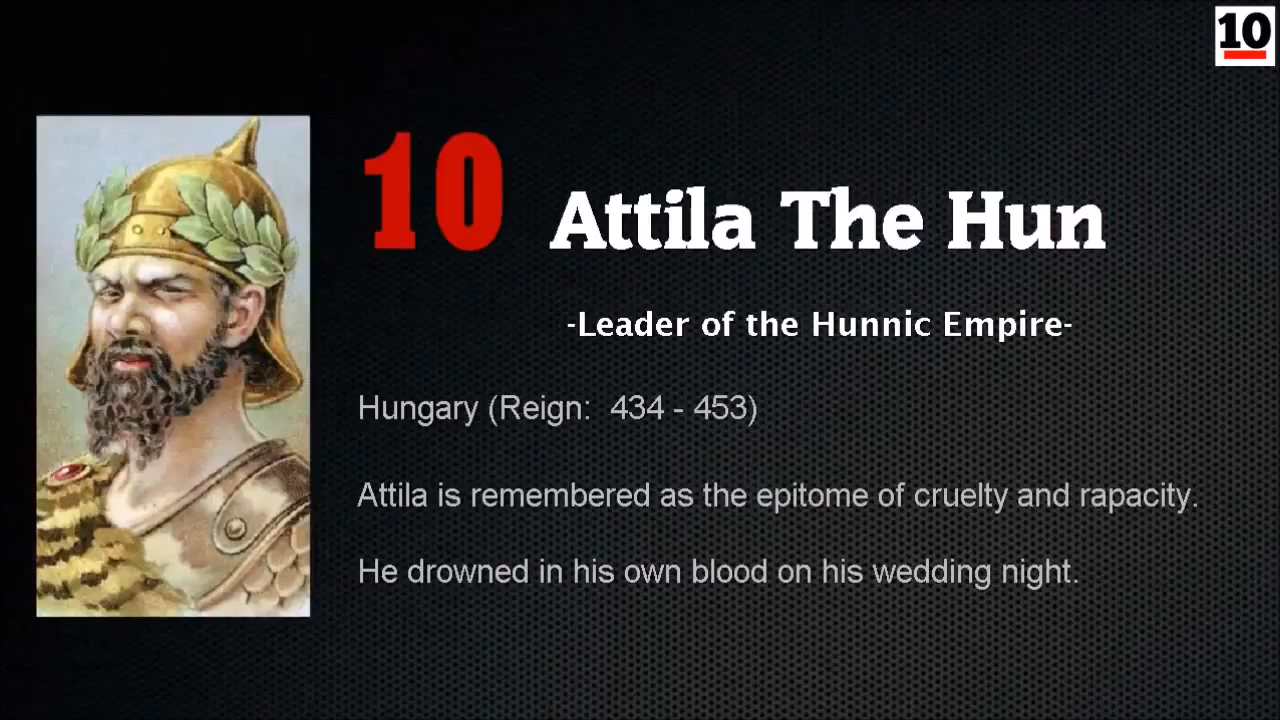 10
10 Attila The Hun
-Leader of the Hunnic Empire-
Hungary (Reign:  434 - 453)
Attila is remembered as the epitome of cruelty and rapacity.
He drowned in his own blood on his wedding night.